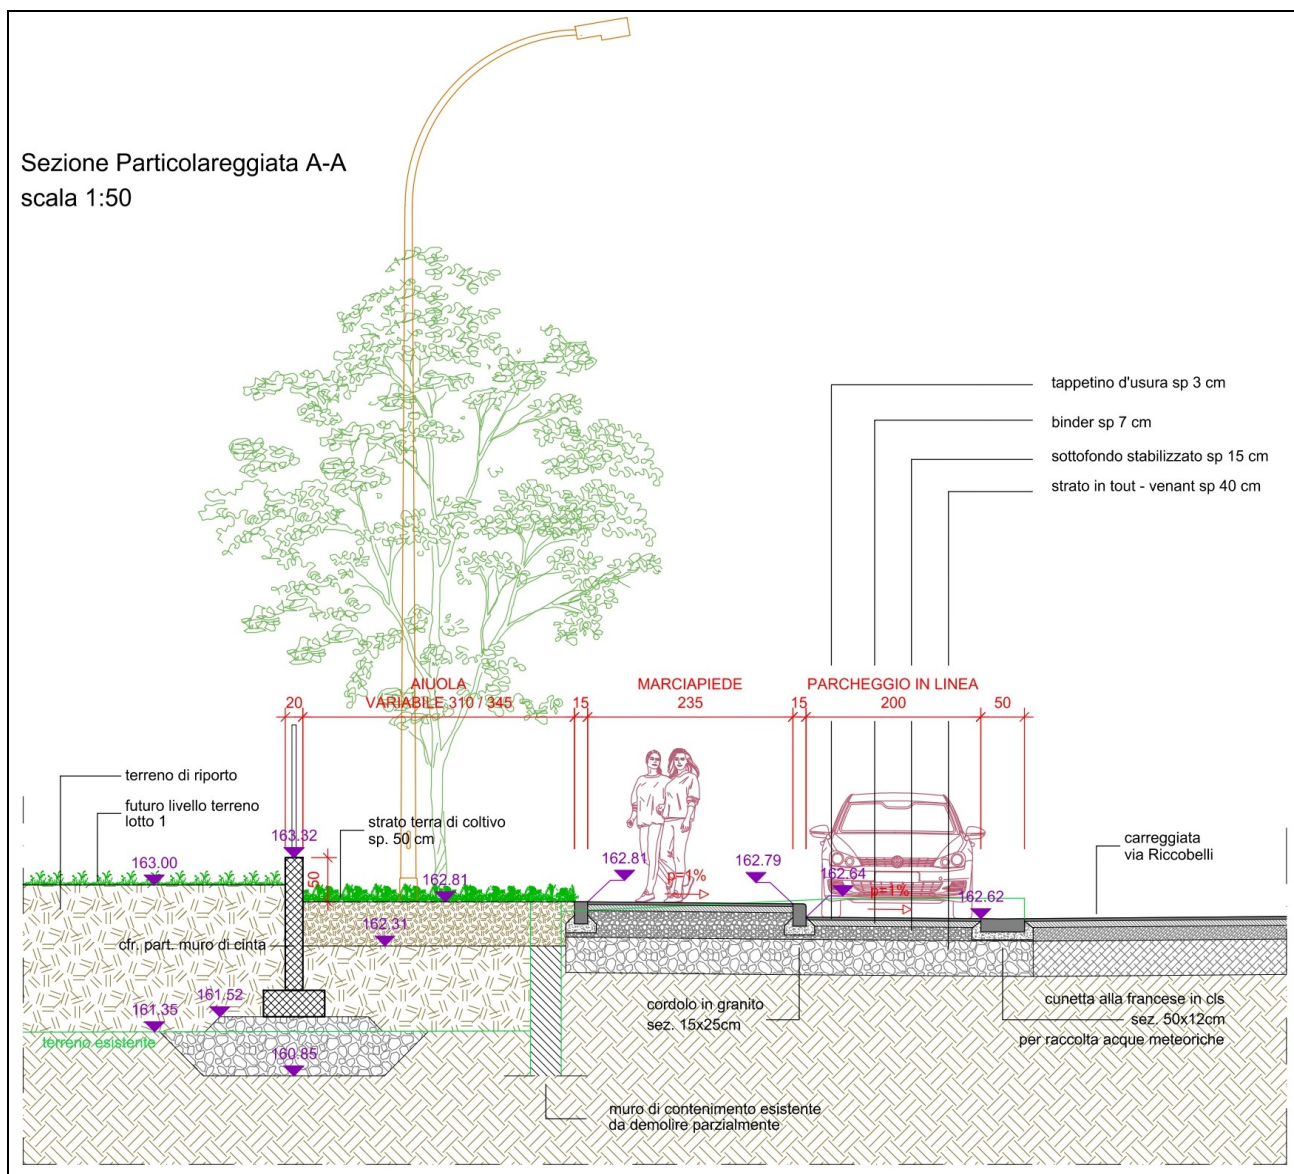 Sezione Particolareggiata A-A
scala 1:50
tappetino d'usura sp 3 cm
binder sp 7 cm
sottofondo stabilizzato sp 15 cm
strato in tout - venant sp 40 cm
AIUOLA
MARCIAPIEDE
PARCHEGGIO IN LINEA
20
VARIABILE 310 / 345
15
235
15
200
50
terreno di riporto
futuro livello terreno
lotto 1
strato terra di coltivo
sp. 50 cm
carreggiata
via Riccobelli
163.32
163.00
50
162.81
162.81
162.79
p=1%
162.64
p=1%
162.62
162.31
cfr. part. muro di cinta
161.52
161.35
terreno esistente
160.85
cordolo in granito
sez. 15x25cm
cunetta alla francese in cls
sez. 50x12cm
per raccolta acque meteoriche
muro di contenimento esistente
da demolire parzialmente